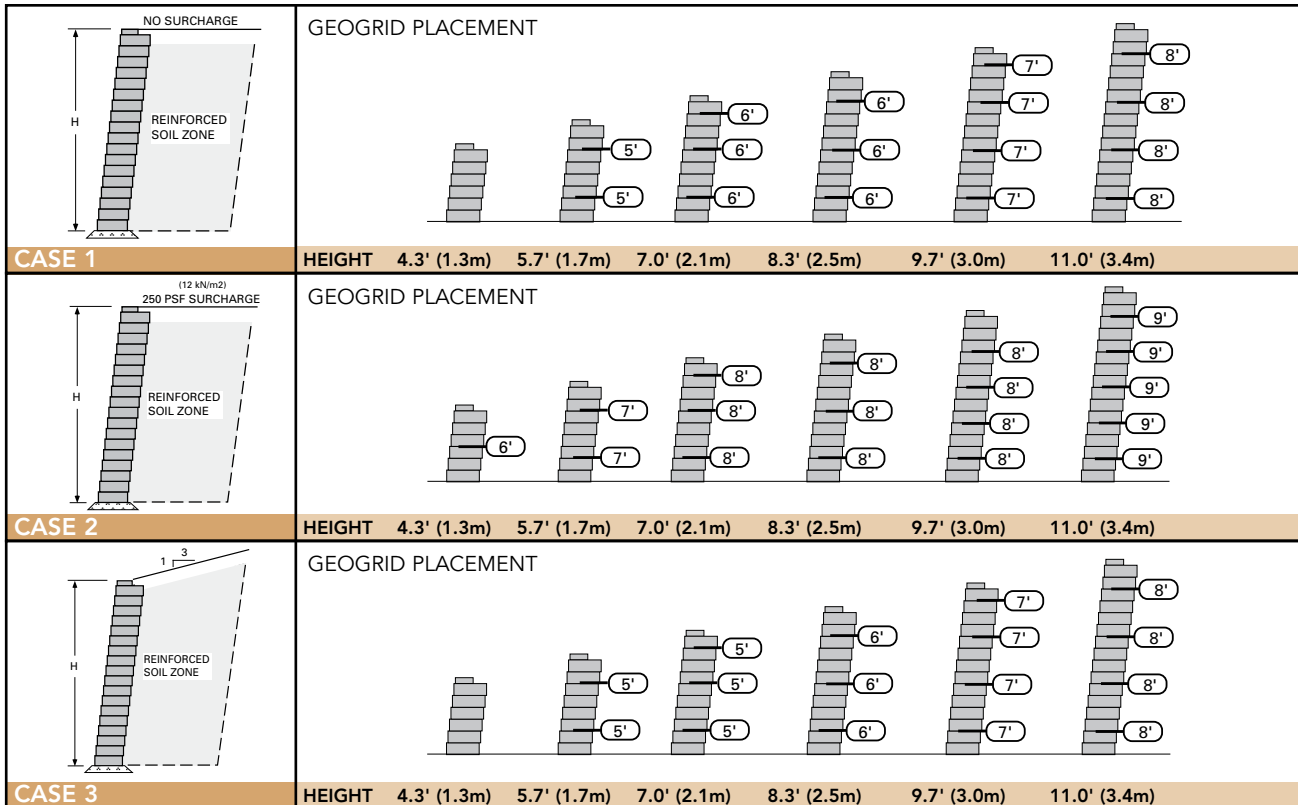 NO SURCHARGE
H
REINFORCED
SOIL ZONE
CASE 1
GEOGRID PLACEMENT
5'
5'
6'
6'
6'
6'
6'
6'
7'
7'
7'
7'
8'
8'
8'
8'
HEIGHT 4.3' (1.3m) 5.7' (1.7m) 7.0' (2.1m) 8.3' (2.5m) 9.7' (3.0m) 11.0' (3.4m)
(12 kN/m2)
250 PSF SURCHARGE
H
REINFORCED
SOIL ZONE
CASE 2
GEOGRID PLACEMENT
6'
7'
7'
8'
8'
8'
8'
8'
8'
8'
8'
8'
8'
9'
9'
9'
9'
9'
HEIGHT 4.3' (1.3m) 5.7' (1.7m) 7.0' (2.1m) 8.3' (2.5m) 9.7' (3.0m) 11.0' (3.4m)
3
1
H
REINFORCED
SOIL ZONE
CASE 3
GEOGRID PLACEMENT
5'
5'
5'
5'
5'
6'
6'
6'
7'
7'
7'
7'
8'
8'
8'
8'
HEIGHT 4.3' (1.3m) 5.7' (1.7m) 7.0' (2.1m) 8.3' (2.5m) 9.7' (3.0m) 11.0' (3.4m)